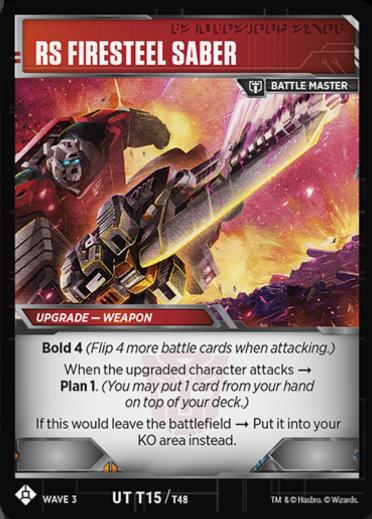 RS FIRESTEEL SABER
BATTLE MASTER
UPGRADE — WEAPON
Bold 4 (Flip 4 more battle cards when attacking.)
When the upgraded character attacks →
Plan 1. (You may put 1 card from your hand
on top of your deck.)
If this would leave the battlefield → Put it into your
KO area instead.
WAVE 3
UT T15/T48
TM & © Hasbro. © Wizards.